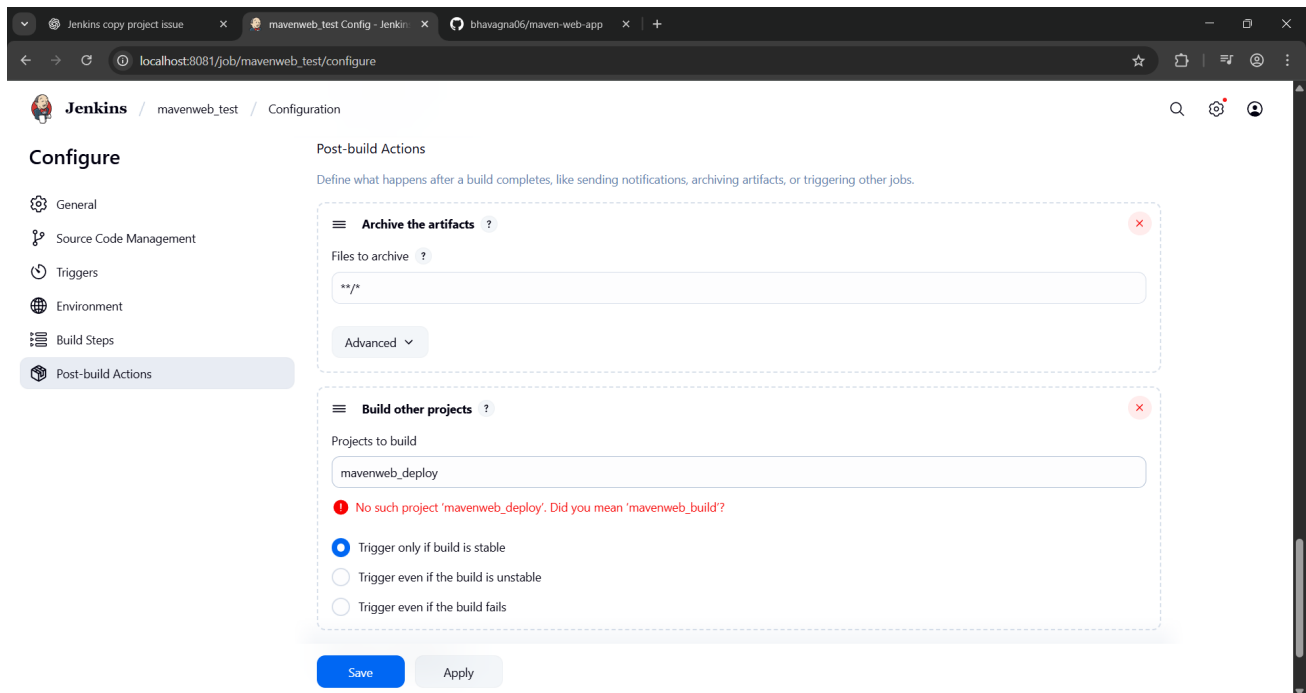 Jenkins copy project issue
mavenweb_test Config - Jenkin
bhavagna06/maven-web-app
localhost:8081/job/mavenweb_test/configure
Jenkins / mavenweb_test / Configuration
Configure
General
Source Code Management
Triggers
Environment
Build Steps
Post-build Actions
Post-build Actions
Define what happens after a build completes, like sending notifications, archiving artifacts, or triggering other jobs.
Archive the artifacts ?
Files to archive ?
**/*
Advanced
Build other projects ?
Projects to build
mavenweb_deploy
No such project ‘mavenweb_deploy’. Did you mean ‘mavenweb_build’?
Trigger only if build is stable
Trigger even if the build is unstable
Trigger even if the build fails
Save
Apply